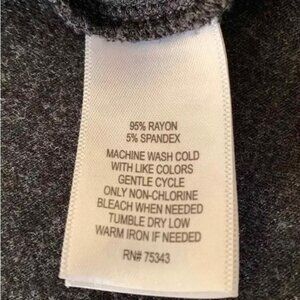 95% RAYON
5% SPANDEX
MACHINE WASH COLD
WITH LIKE COLORS
GENTLE CYCLE
ONLY NON-CHLORINE
BLEACH WHEN NEEDED
TUMBLE DRY LOW
WARM IRON IF NEEDED
RN# 75343